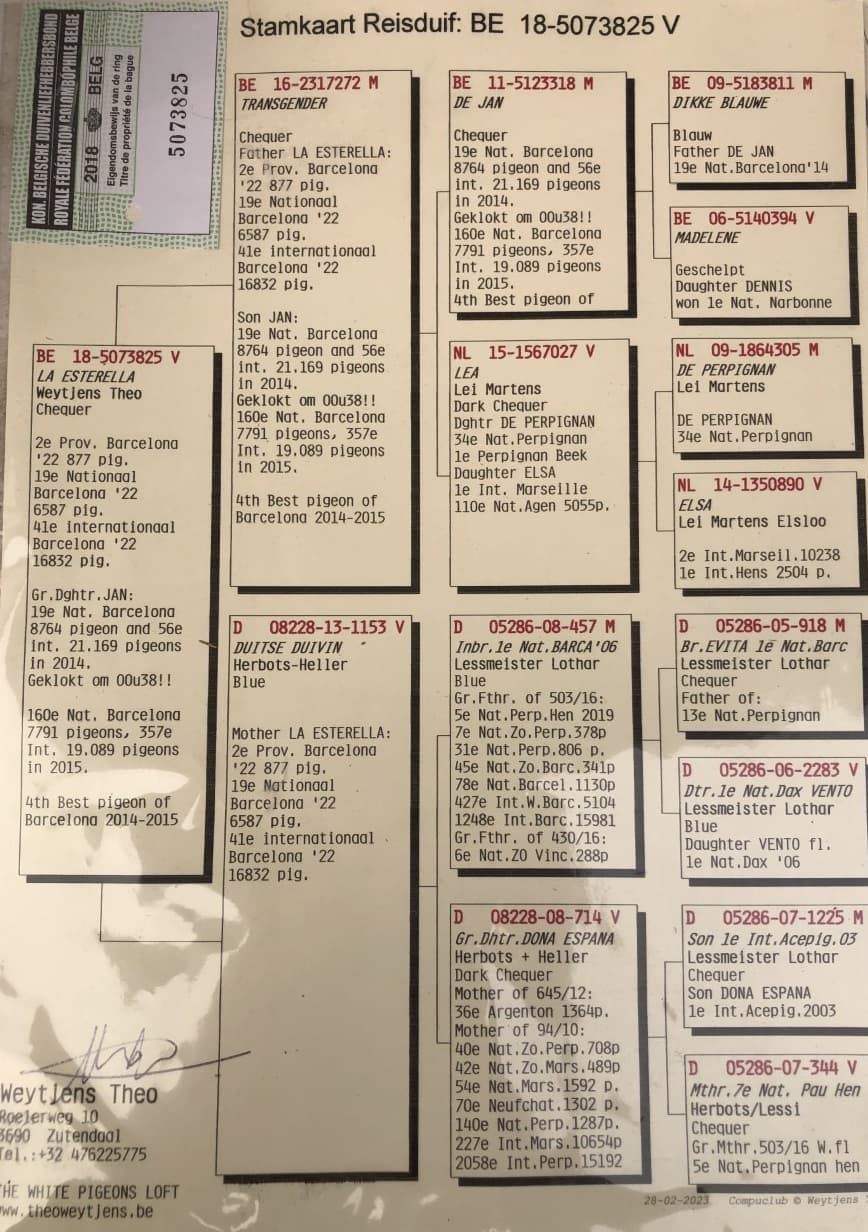 Stamkaart Reisduif: BE 18-5073825 V
KON. BELGISCHE DUIVENLIEFHEBBERSBOND
ROYALE FÉDÉRATION COLOMBOPHILE BELGE
2018 BELG
Eigendomsbewijs van de ring
Titre de propriété de la bague
5073825
BE 18-5073825 V
LA ESTERELLA
Weytjens Theo
Chequer
2e Prov. Barcelona
'22 877 pig.
19e Nationaal
Barcelona '22
6587 pig.
41e internationaal
Barcelona '22
16832 pig.
Gr.Dghtr.JAN:
19e Nat. Barcelona
8764 pigeon and 56e
int. 21.169 pigeons
in 2014.
Geklokt om 00u38!!
160e Nat. Barcelona
7791 pigeons, 357e
Int. 19.089 pigeons
in 2015.
4th Best pigeon of
Barcelona 2014-2015
BE 16-2317272 M
TRANSGENDER
Chequer
Father LA ESTERELLA:
2e Prov. Barcelona
'22 877 pig.
19e Nationaal
Barcelona '22
6587 pig.
41e internationaal
Barcelona '22
16832 pig.
Son JAN:
19e Nat. Barcelona
8764 pigeon and 56e
int. 21.169 pigeons
in 2014.
Geklokt om 00u38!!
160e Nat. Barcelona
7791 pigeons, 357e
Int. 19.089 pigeons
in 2015.
4th Best pigeon of
Barcelona 2014-2015
D 08228-13-1153 V
DUITSE DUIVIN
Herbots-Heller
Blue
Mother LA ESTERELLA:
2e Prov. Barcelona
'22 877 pig.
19e Nationaal
Barcelona '22
6587 pig.
41e internationaal
Barcelona '22
16832 pig.
BE 11-5123318 M
DE JAN
Chequer
19e Nat. Barcelona
8764 pigeon and 56e
int. 21.169 pigeons
in 2014.
Geklokt om 00u38!!
160e Nat. Barcelona
7791 pigeons, 357e
Int. 19.089 pigeons
in 2015.
4th Best pigeon of
NL 15-1567027 V
LEA
Lei Martens
Dark Chequer
Dghtr DE PERPIGNAN
34e Nat.Perpignan
1e Perpignan Beek
Daughter ELSA
1e Int. Marseille
110e Nat.Agen 5055p.
D 05286-08-457 M
Inbr.1e Nat.BARCA'06
Lessmeister Lothar
Blue
Gr.Fthr. of 503/16:
5e Nat.Perp.Hen 2019
7e Nat.Zo.Perp.378p
31e Nat.Perp.806 p.
45e Nat.Zo.Barc.341p
78e Nat.Barcel.1130p
427e Int.W.Barc.5104
1248e Int.Barc.15981
Gr.Fthr. of 430/16:
6e Nat.ZO Vinc.288p
D 08228-08-714 V
Gr.Dhtr.DONA ESPANA
Herbots + Heller
Dark Chequer
Mother of 645/12:
36e Argenton 1364p.
Mother of 94/10:
40e Nat.Zo.Perp.708p
42e Nat.Zo.Mars.489p
54e Nat.Mars.1592 p.
70e Neufchat.1302 p.
140e Nat.Perp.1287p.
227e Int.Mars.10654p
2058e Int.Perp.15192
BE 09-5183811 M
DIKKE BLAUWE
Blauw
Father DE JAN
19e Nat.Barcelona'14
BE 06-5140394 V
MADELENE
Geschelpt
Daughter DENNIS
won 1e Nat. Narbonne
NL 09-1864305 M
DE PERPIGNAN
Lei Martens
DE PERPIGNAN
34e Nat.Perpignan
NL 14-1350890 V
ELSA
Lei Martens Elsloo
2e Int.Marseil.10238
1e Int.Hens 2504 p.
D 05286-05-918 M
Br.EVITA 1e Nat.Barc
Lessmeister Lothar
Chequer
Father of:
13e Nat.Perpignan
D 05286-06-2283 V
Dtr.1e Nat.Dax VENTO
Lessmeister Lothar
Blue
Daughter VENTO fl.
1e Nat.Dax '06
D 05286-07-1225 M
Son 1e Int.Acepig.03
Lessmeister Lothar
Chequer
Son DONA ESPANA
1e Int.Acepig.2003
D 05286-07-344 V
Mthr.7e Nat. Pau Hen
Herbots/Lessi
Chequer
Gr.Mthr.503/16 W.fl
5e Nat.Perpignan hen
Weytjens Theo
Roelerweg 10
3690 Zutendaal
Tel.:+32 476225775
THE WHITE PIGEONS LOFT
www.theoweytjens.be
28-02-2023 Compuclub © Weytjens